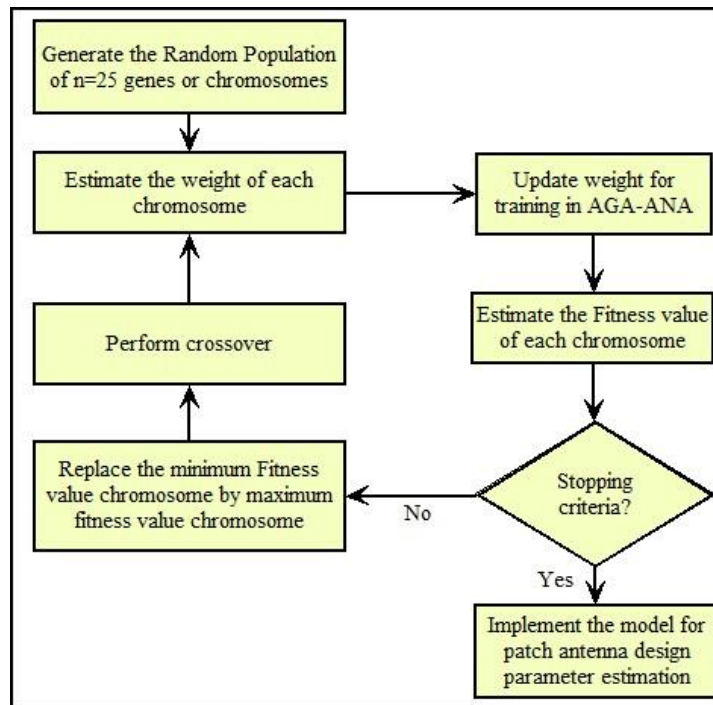 Generate the Random Population
of n=25 genes or chromosomes
Estimate the weight of each
chromosome
Update weight for
training in AGA-ANA
Estimate the Fitness value
of each chromosome
Stopping
criteria?
No
Yes
Replace the minimum Fitness
value chromosome by maximum
fitness value chromosome
Perform crossover
Implement the model for
patch antenna design
parameter estimation